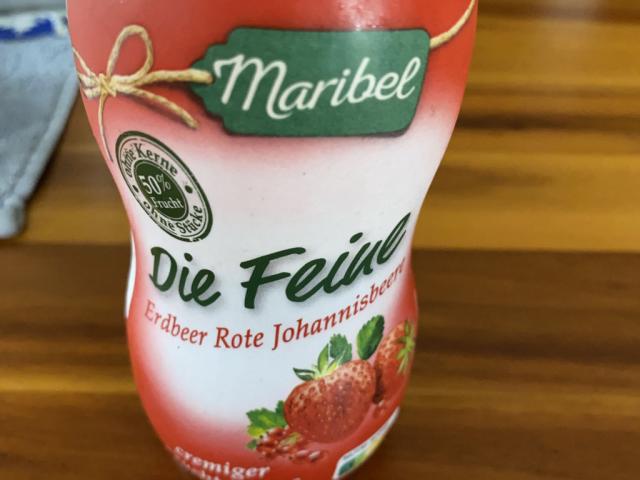 Maribel
ohne Kerne
50%
Frucht
ohne Stücke
Die Feine
Erdbeer Rote Johannisbeere
cremiger